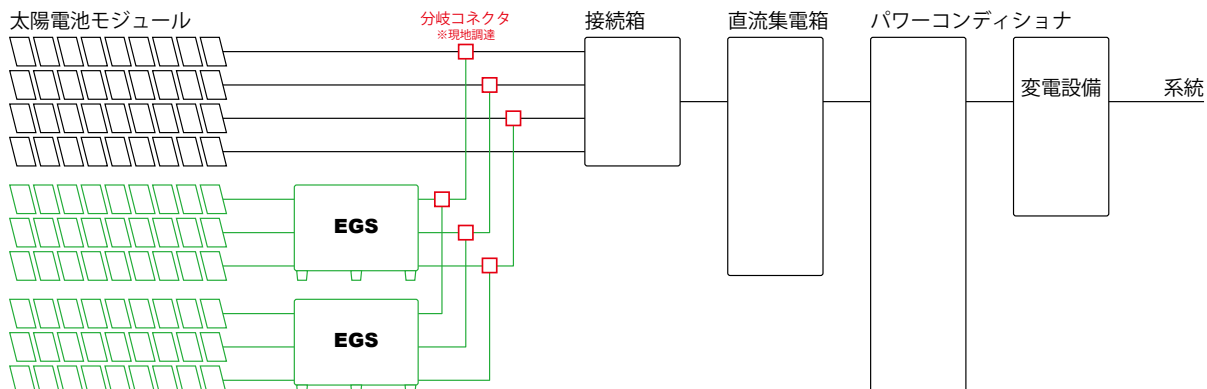 太陽電池モジュール
分岐コネクタ
※現地調達
接続箱
直流集電箱
パワーコンディショナ
変電設備
系統
EGS
EGS